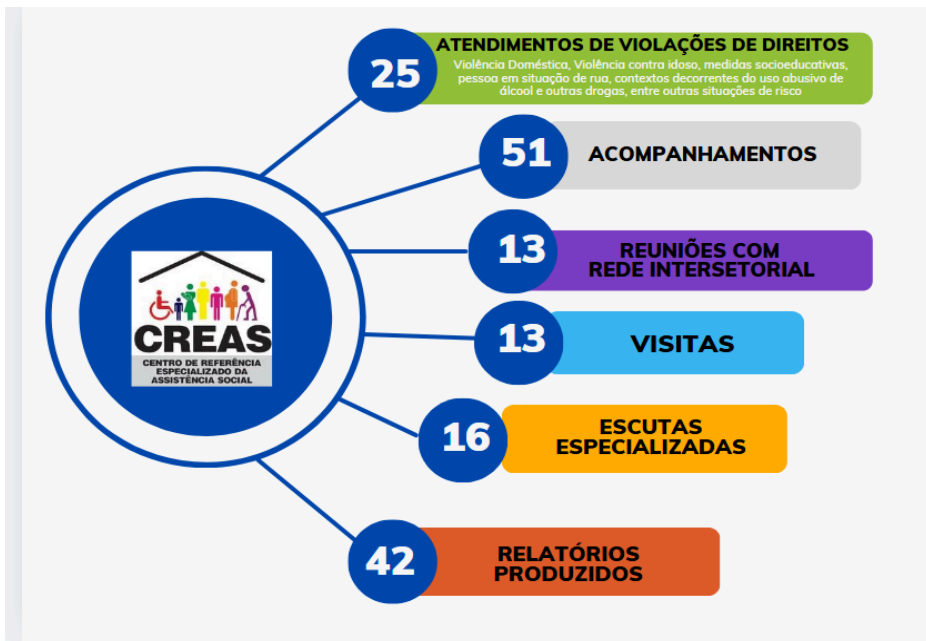 25
ATENDIMENTOS DE VIOLAÇÕES DE DIREITOS
Violência Doméstica, Violência contra idoso, medidas socioeducativas,
pessoa em situação de rua, contextos decorrentes do uso abusivo de
álcool e outras drogas, entre outras situações de risco
51
ACOMPANHAMENTOS
13
REUNIÕES COM
REDE INTERSETORIAL
13
VISITAS
16
ESCUTAS
ESPECIALIZADAS
42
RELATÓRIOS
PRODUZIDOS
CREAS
CENTRO DE REFERÊNCIA
ESPECIALIZADO DA
ASSISTÊNCIA SOCIAL